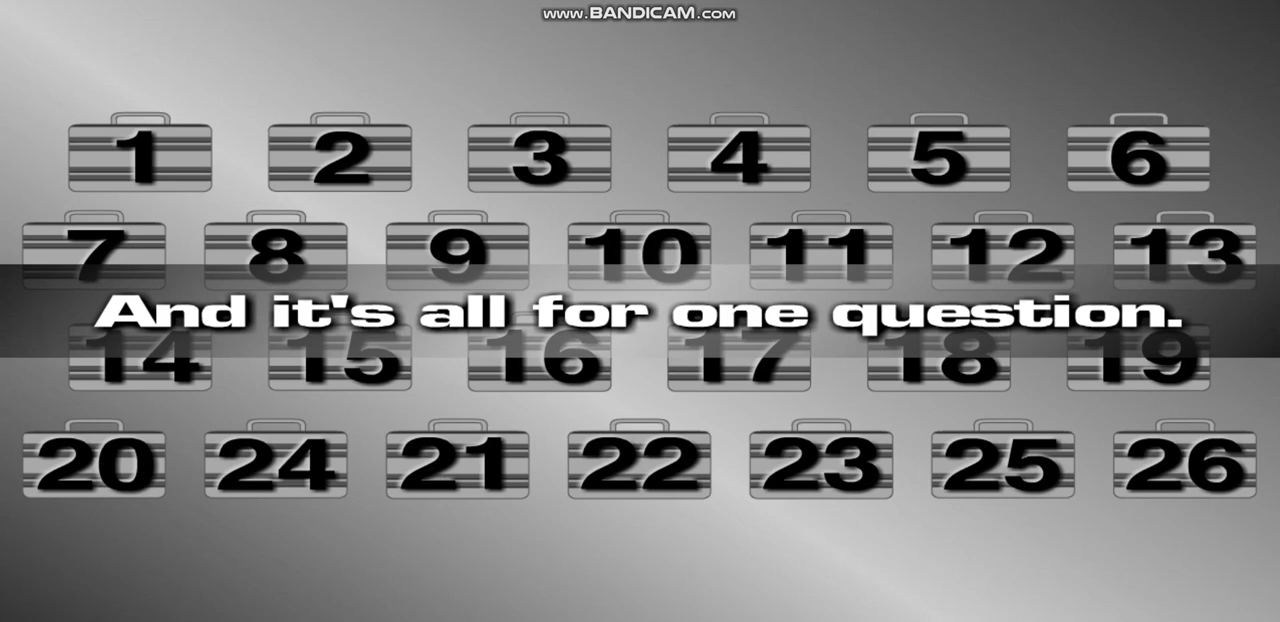 www.BANDICAM.com
1 2 3 4 5 6
7 8 9 10 11 12 13
And it's all for one question.
14 15 16 17 18 19
20 24 21 22 23 25 26